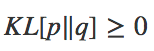 KL[p‖q] ≥ 0